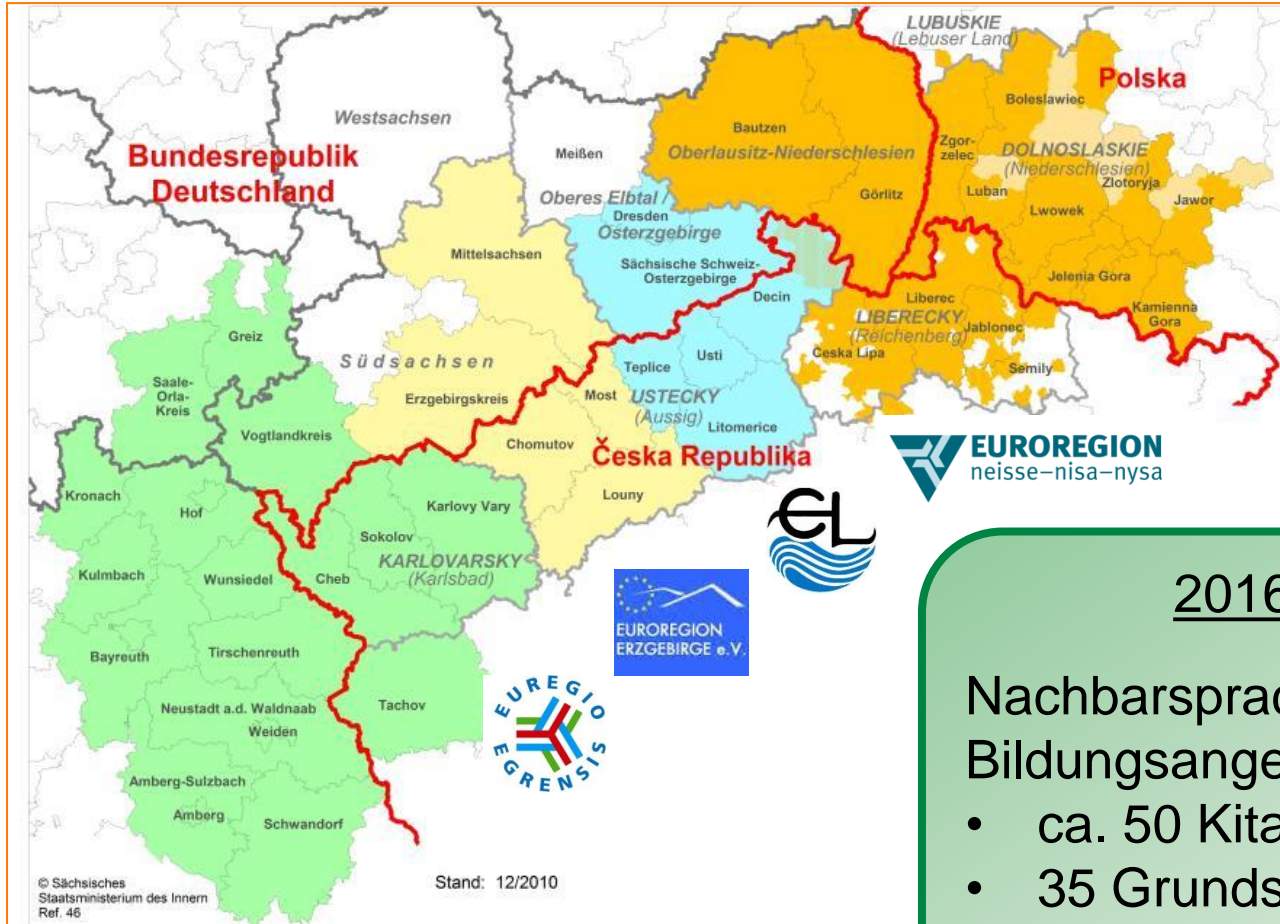 LUBUSKIE
(Lebuser Land)
Polska
Boleslawiec
Westsachsen
Bautzen
Oberlausitz-Niederschlesien
Zgor-
zelec
DOLNOSLASKIE
(Niederschlesien)
Bundesrepublik
Deutschland
Meißen
Görlitz
Luban
Zlotoryja
Jawor
Lwowek
Oberes Elbtal /
Dresden
Osterzgebirge
Mittelsachsen
Sächsische Schweiz-
Osterzgebirge
Decin
Jelenia Gora
Kamienna
Gora
Liberec
LIBERECKY
(Reichenberg)
Jablonec
Ceska Lipa
Semily
Greiz
Südsachsen
Teplice
Usti
Saale-
Orla-
Kreis
Erzgebirgskreis
Most
USTECKY
(Aussig)
Litomerice
Vogtlandkreis
Chomutov
Česka Republika
Louny
EUROREGION
neisse–nisa–nysa
Kronach
Hof
Karlovy Vary
Sokolov
KARLOVARSKY
(Karlsbad)
Kulmbach
Wunsiedel
Cheb
EL
EUROREGION
ERZGEBIRGE e.V.
Bayreuth
Tirschenreuth
Tachov
Neustadt a.d. Waldnaab
Weiden
EUREGIO
EGRENSIS
Amberg-Sulzbach
Amberg
Schwandorf
© Sächsisches
Staatsministerium des Innern
Ref. 46
Stand: 12/2010
2016
Nachbarsprac
Bildungsange
• ca. 50 Kita
• 35 Grunds